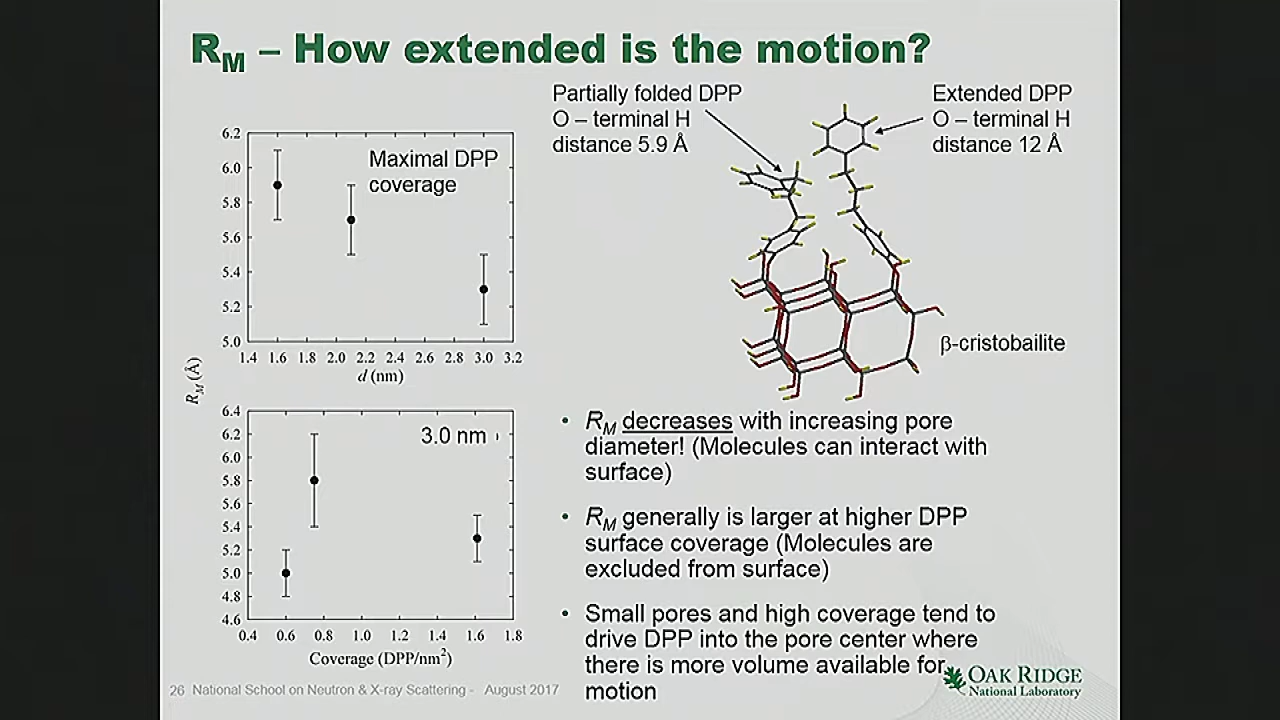 R_M – How extended is the motion?
Partially folded DPP
O – terminal H
distance 5.9 Å
Extended DPP
O – terminal H
distance 12 Å
Maximal DPP
coverage
6.2
6.0
5.8
5.6
5.4
5.2
5.0
1.4 1.6 1.8 2.0 2.2 2.4 2.6 2.8 3.0 3.2
d (nm)
R_M (Å)
β-cristobailite
3.0 nm
6.4
6.2
6.0
5.8
5.6
5.4
5.2
5.0
4.8
4.6
0.4 0.6 0.8 1.0 1.2 1.4 1.6 1.8
Coverage (DPP/nm²)
• R_M decreases with increasing pore
diameter! (Molecules can interact with
surface)
• R_M generally is larger at higher DPP
surface coverage (Molecules are
excluded from surface)
• Small pores and high coverage tend to
drive DPP into the pore center where
there is more volume available for
motion
26 National School on Neutron & X-ray Scattering - August 2017
OAK RIDGE
National Laboratory